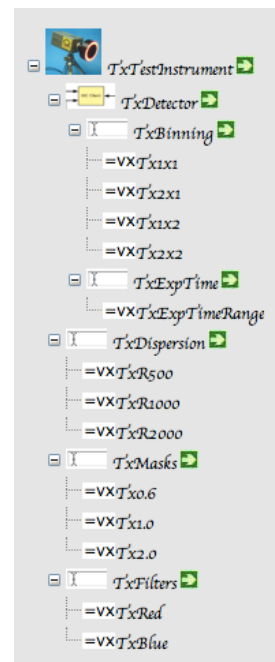 TxTestInstrument
TxDetector
TxBinning
=VX Tx1x1
=VX Tx2x1
=VX Tx1x2
=VX Tx2x2
TxExpTime
=VX TxExpTimeRange
TxDispersion
=VX TxR500
=VX TxR1000
=VX TxR2000
TxMasks
=VX Tx0.6
=VX Tx1.0
=VX Tx2.0
TxFilters
=VX TxRed
=VX TxBlue